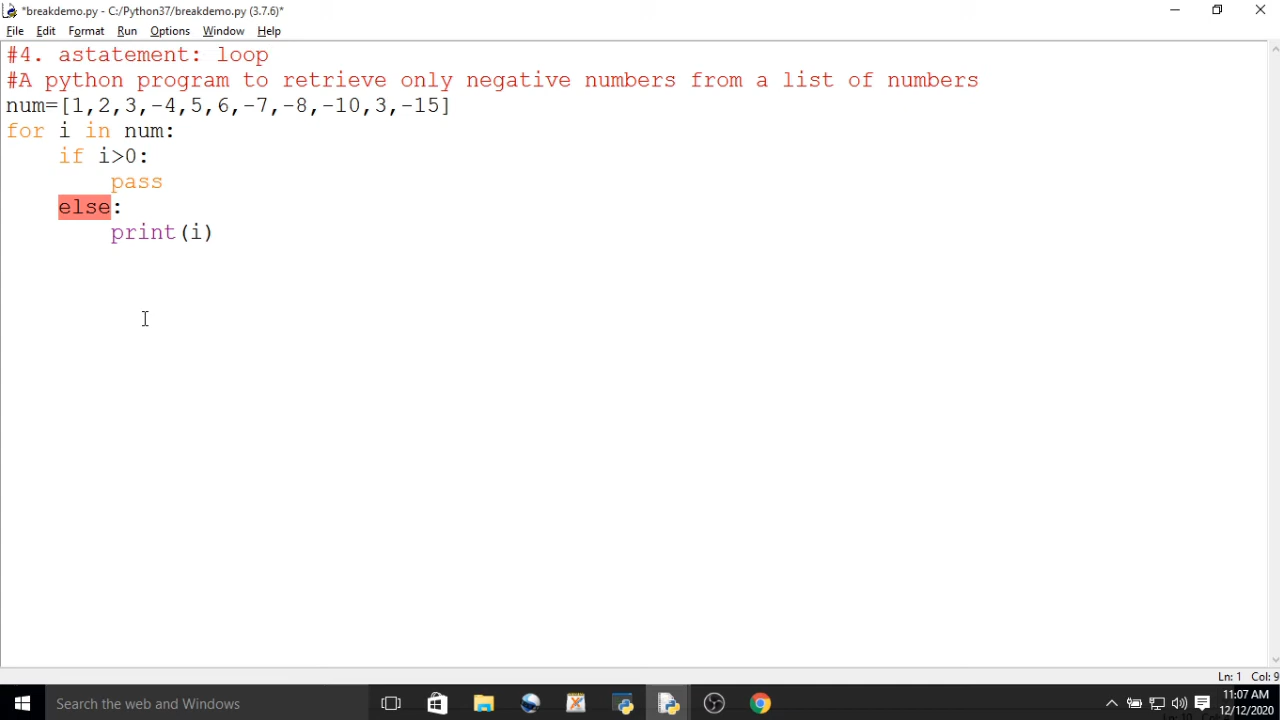 *breakdemo.py - C:/Python37/breakdemo.py (3.7.6)*
File Edit Format Run Options Window Help
#4. astatement: loop
#A python program to retrieve only negative numbers from a list of numbers
num=[1,2,3,-4,5,6,-7,-8,-10,3,-15]
for i in num:
    if i>0:
        pass
    else:
        print(i)
Ln: 1 Col: 9
Search the web and Windows
11:07 AM
12/12/2020